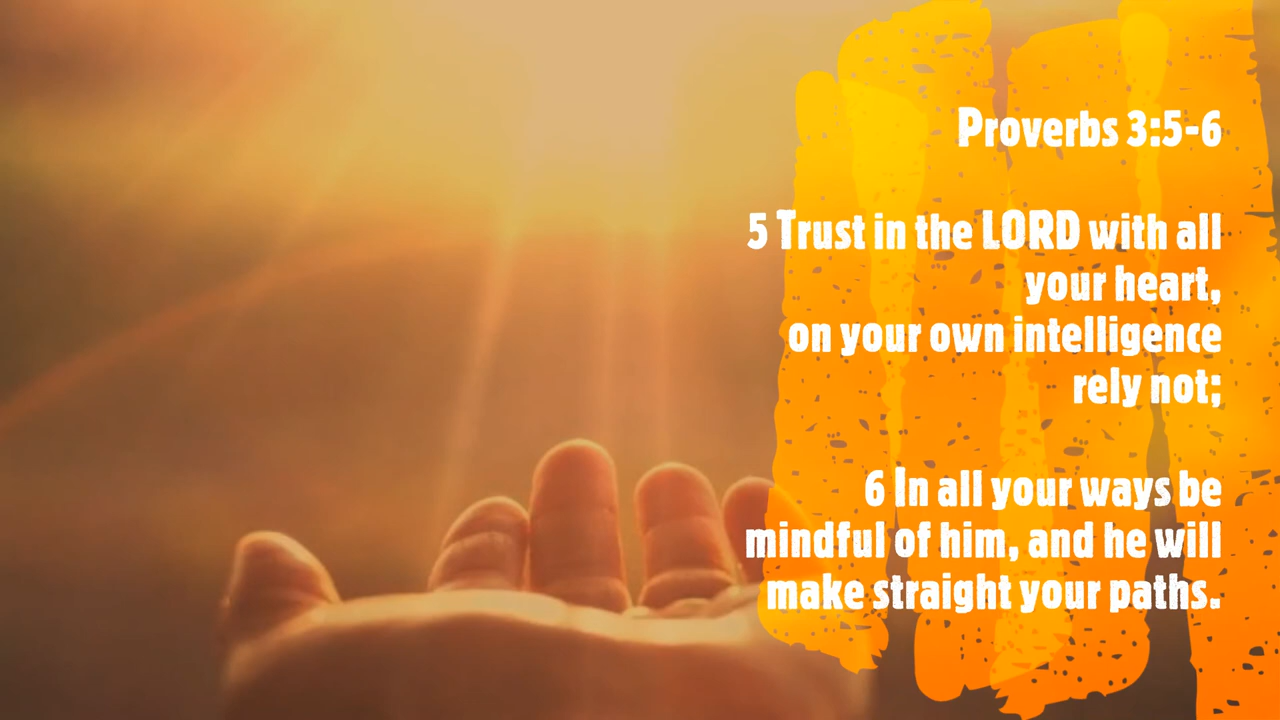 Proverbs 3:5-6
5 Trust in the LORD with all
your heart,
on your own intelligence
rely not;
6 In all your ways be
mindful of him, and he will
make straight your paths.